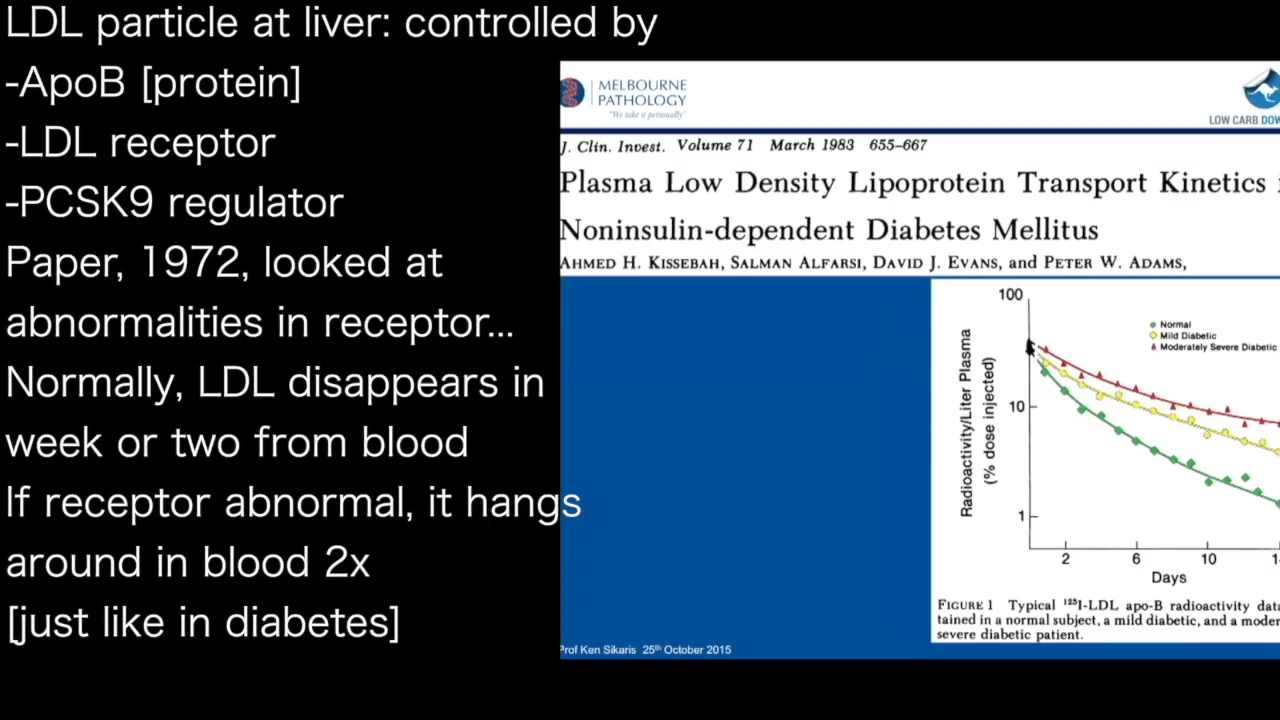 LDL particle at liver: controlled by
-ApoB [protein]
-LDL receptor
-PCSK9 regulator
Paper, 1972, looked at
abnormalities in receptor...
Normally, LDL disappears in
week or two from blood
If receptor abnormal, it hangs
around in blood 2x
[just like in diabetes]
MELBOURNE
PATHOLOGY
"We take it personally"
LOW CARB DOW
J. Clin. Invest. Volume 71 March 1983 655-667
Plasma Low Density Lipoprotein Transport Kinetics i
Noninsulin-dependent Diabetes Mellitus
AHMED H. KISSEBAH, SALMAN ALFARSI, DAVID J. EVANS, and PETER W. ADAMS,
100
10
1
Radioactivity/Liter Plasma
(% dose injected)
Normal
Mild Diabetic
Moderately Severe Diabetic
2 6 10 1
Days
FIGURE 1 Typical ¹²⁵I-LDL apo-B radioactivity dat
tained in a normal subject, a mild diabetic, and a moder
severe diabetic patient.
Prof Ken Sikaris 25th October 2015